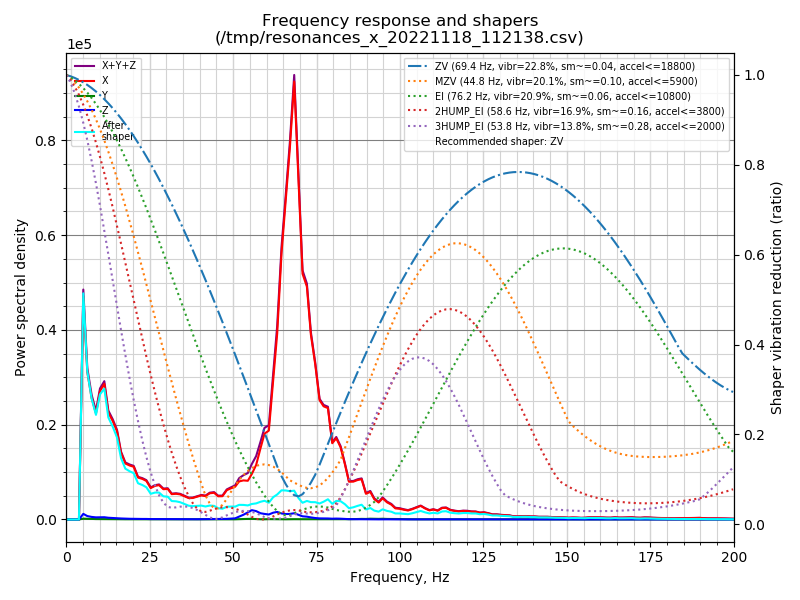 Frequency response and shapers
(/tmp/resonances_x_20221118_112138.csv)
1e5
X+Y+Z
X
Y
Z
After
shaper
ZV (69.4 Hz, vibr=22.8%, sm~=0.04, accel<=18800)
MZV (44.8 Hz, vibr=20.1%, sm~=0.10, accel<=5900)
EI (76.2 Hz, vibr=20.9%, sm~=0.06, accel<=10800)
2HUMP_EI (58.6 Hz, vibr=16.9%, sm~=0.16, accel<=3800)
3HUMP_EI (53.8 Hz, vibr=13.8%, sm~=0.28, accel<=2000)
Recommended shaper: ZV
Power spectral density
0.8
0.6
0.4
0.2
0.0
1.0
0.8
0.6
0.4
0.2
0.0
Shaper vibration reduction (ratio)
0 25 50 75 100 125 150 175 200
Frequency, Hz